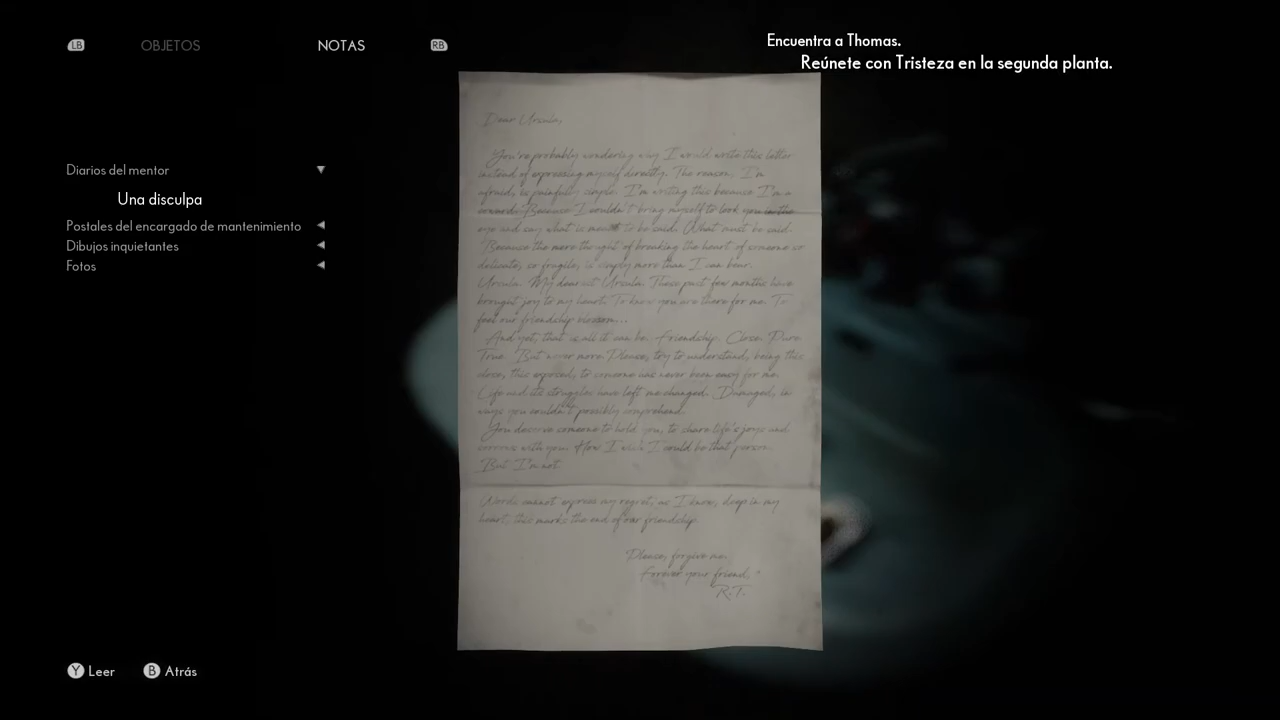 LB
OBJETOS
NOTAS
RB
Encuentra a Thomas.
Reúnete con Tristeza en la segunda planta.
Diarios del mentor
Una disculpa
Postales del encargado de mantenimiento
Dibujos inquietantes
Fotos
Dear Ursula,
You're probably wondering why I would write this letter
instead of expressing myself directly. The reason, I'm
afraid, is painfully simple. I'm writing this because I'm a
coward. Because I couldn't bring myself to look you in the
eye and say what is meant to be said. What must be said.
Because the mere thought of breaking the heart of someone so
delicate, so fragile, is simply more than I can bear.
Ursula. My dearest Ursula. These past few months have
brought joy to my heart. To know you are there for me. To
feel our friendship blossom...
And yet, that is all it can be. Friendship. Close. Pure.
True. But never more. Please, try to understand, being this
close, this exposed, to someone has never been easy for me.
Life and its struggles have left me changed. Damaged, in
ways you couldn't possibly comprehend.
You deserve someone to hold you, to share life's joys and
sorrows with you. How I wish I could be that person.
But I'm not.
Words cannot express my regret, as I know, deep in my
heart, this marks the end of our friendship.
Please, forgive me.
Forever your friend,
R.T.
Y Leer
B Atrás